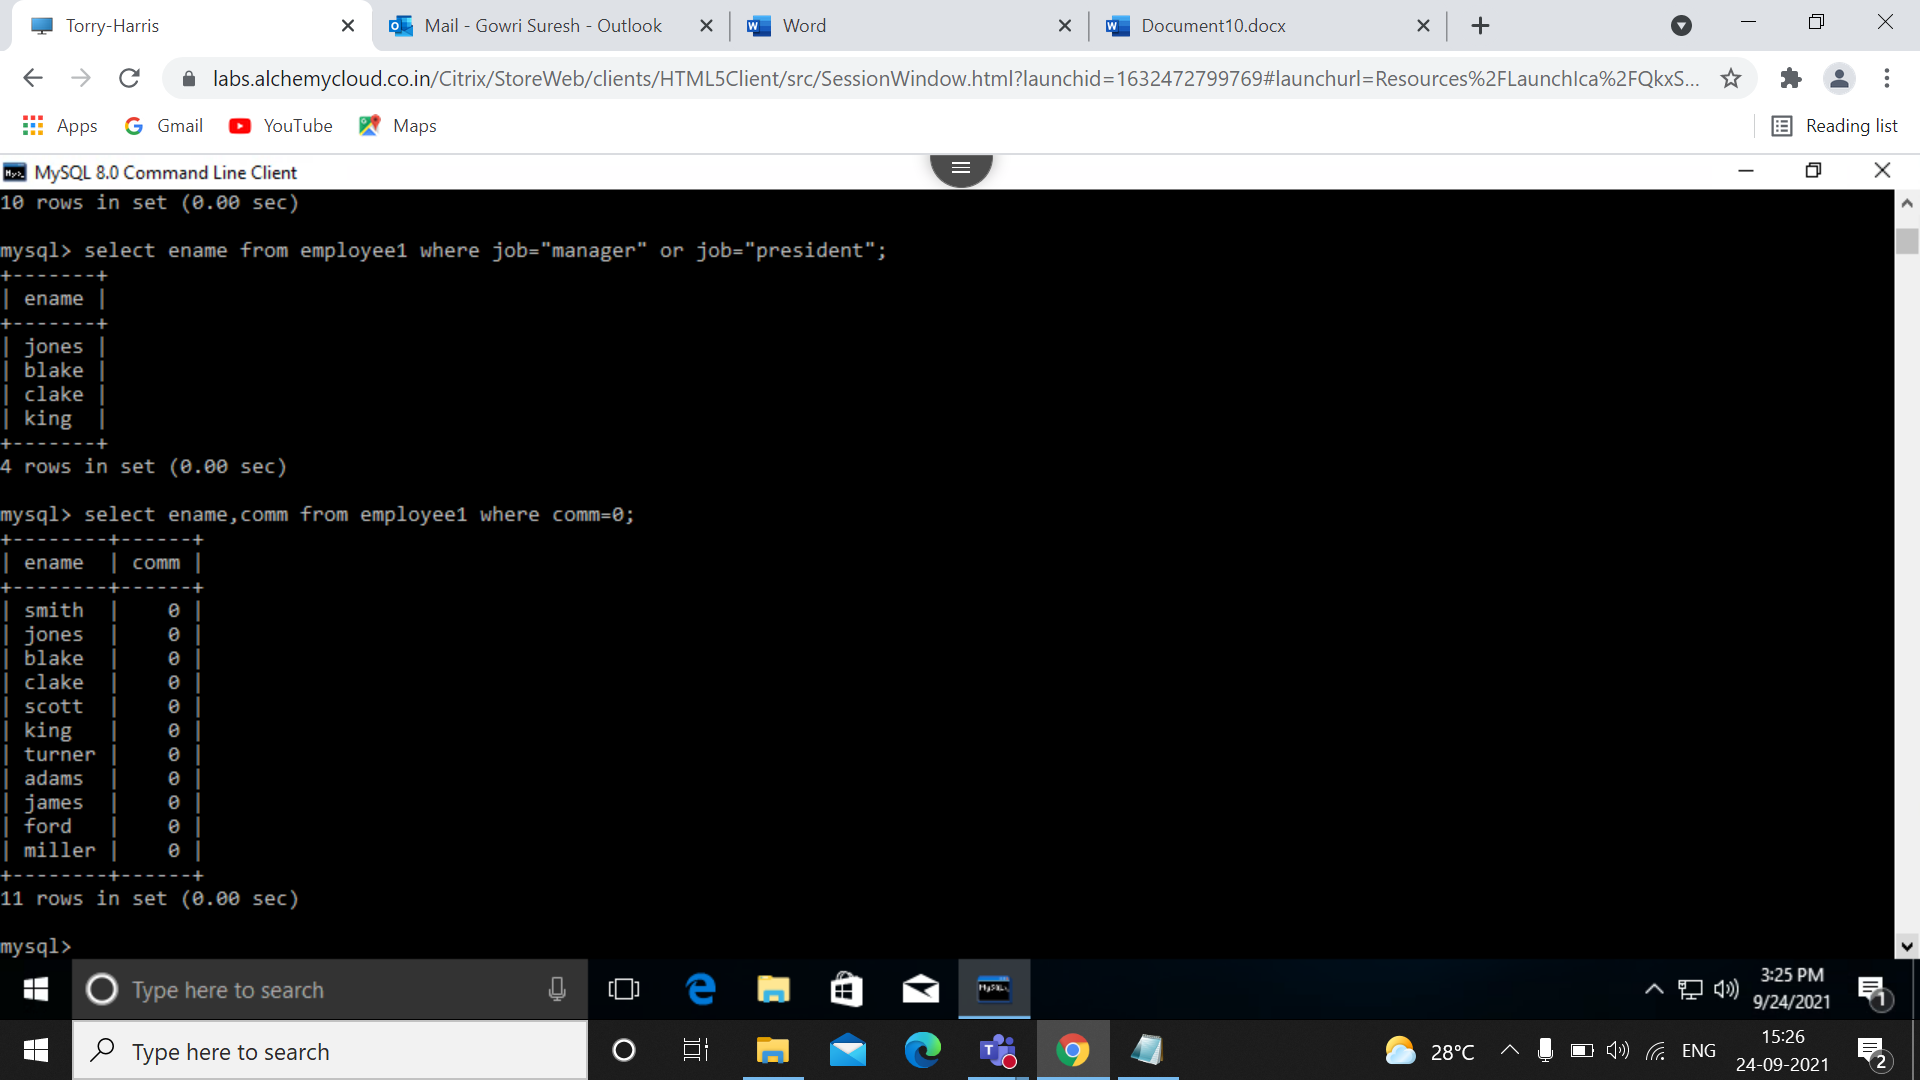 Torry-Harris
Mail - Gowri Suresh - Outlook
Word
Document10.docx
labs.alchemycloud.co.in/Citrix/StoreWeb/clients/HTML5Client/src/SessionWindow.html?launchid=1632472799769#launchurl=Resources%2FLaunchIca%2FQkxS...
Apps Gmail YouTube Maps Reading list
MySQL 8.0 Command Line Client
10 rows in set (0.00 sec)
mysql> select ename from employee1 where job="manager" or job="president";
+-------+
| ename |
+-------+
| jones |
| blake |
| clake |
| king  |
+-------+
4 rows in set (0.00 sec)
mysql> select ename,comm from employee1 where comm=0;
+--------+------+
| ename  | comm |
+--------+------+
| smith  |    0 |
| jones  |    0 |
| blake  |    0 |
| clake  |    0 |
| scott  |    0 |
| king   |    0 |
| turner |    0 |
| adams  |    0 |
| james  |    0 |
| ford   |    0 |
| miller |    0 |
+--------+------+
11 rows in set (0.00 sec)
mysql>
Type here to search
3:25 PM
9/24/2021
1
Type here to search
28°C
ENG
15:26
24-09-2021
2